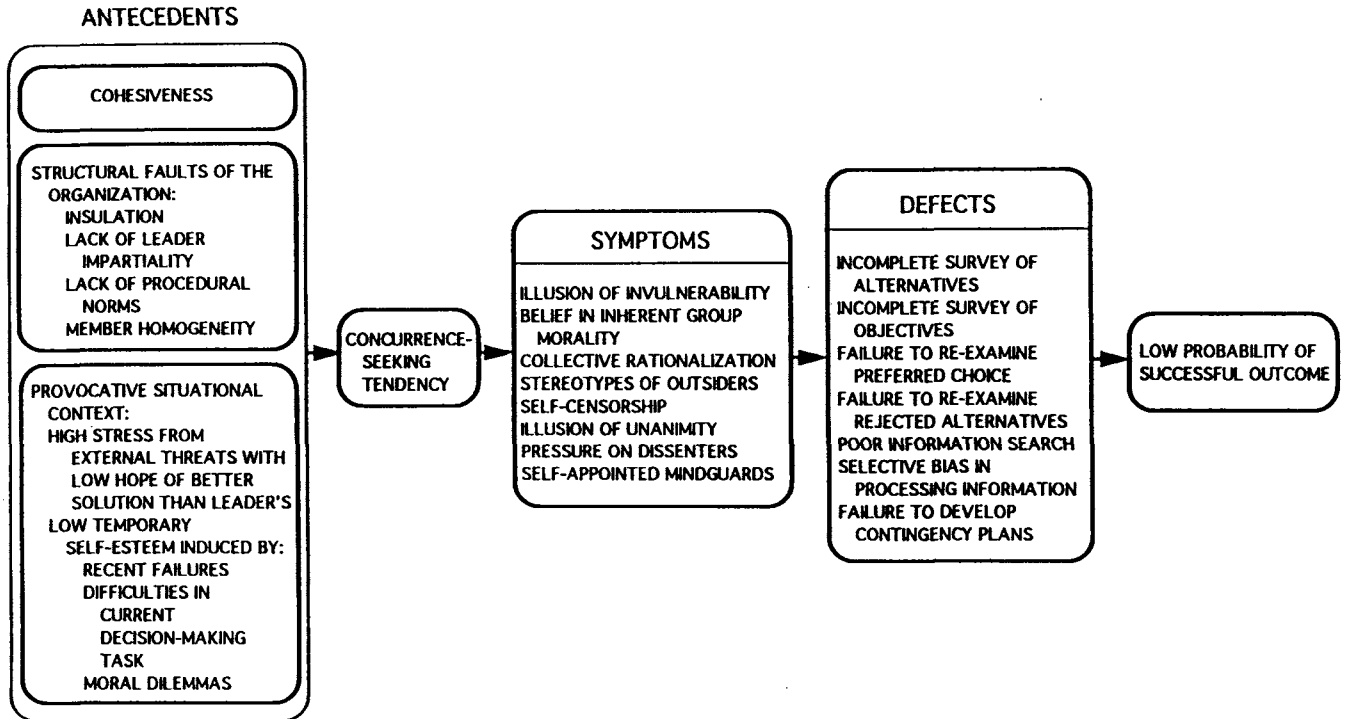 ANTECEDENTS
COHESIVENESS
STRUCTURAL FAULTS OF THE
ORGANIZATION:
INSULATION
LACK OF LEADER
IMPARTIALITY
LACK OF PROCEDURAL
NORMS
MEMBER HOMOGENEITY
PROVOCATIVE SITUATIONAL
CONTEXT:
HIGH STRESS FROM
EXTERNAL THREATS WITH
LOW HOPE OF BETTER
SOLUTION THAN LEADER'S
LOW TEMPORARY
SELF-ESTEEM INDUCED BY:
RECENT FAILURES
DIFFICULTIES IN
CURRENT
DECISION-MAKING
TASK
MORAL DILEMMAS
CONCURRENCE-
SEEKING
TENDENCY
SYMPTOMS
ILLUSION OF INVULNERABILITY
BELIEF IN INHERENT GROUP
MORALITY
COLLECTIVE RATIONALIZATION
STEREOTYPES OF OUTSIDERS
SELF-CENSORSHIP
ILLUSION OF UNANIMITY
PRESSURE ON DISSENTERS
SELF-APPOINTED MINDGUARDS
DEFECTS
INCOMPLETE SURVEY OF
ALTERNATIVES
INCOMPLETE SURVEY OF
OBJECTIVES
FAILURE TO RE-EXAMINE
PREFERRED CHOICE
FAILURE TO RE-EXAMINE
REJECTED ALTERNATIVES
POOR INFORMATION SEARCH
SELECTIVE BIAS IN
PROCESSING INFORMATION
FAILURE TO DEVELOP
CONTINGENCY PLANS
LOW PROBABILITY OF
SUCCESSFUL OUTCOME